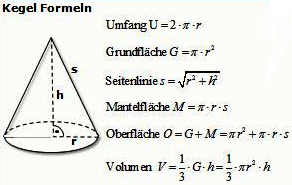 Kegel Formeln
Umfang U = 2 · π · r
Grundfläche G = π · r²
Seitenlinie s = √r² + h²
Mantelfläche M = π · r · s
Oberfläche O = G + M = πr² + π · r · s
Volumen V = 1/3 · G · h = 1/3 · πr² · h
s
h
r